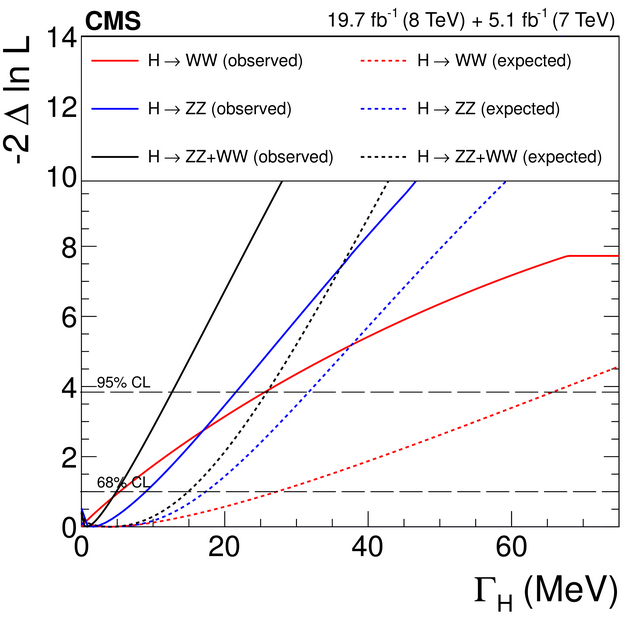 CMS 19.7 fb⁻¹ (8 TeV) + 5.1 fb⁻¹ (7 TeV)
-2 Δ ln L
14
12
10
8
6
4
2
0
H → WW (observed)
H → WW (expected)
H → ZZ (observed)
H → ZZ (expected)
H → ZZ+WW (observed)
H → ZZ+WW (expected)
95% CL
68% CL
0 20 40 60
Γ_H (MeV)